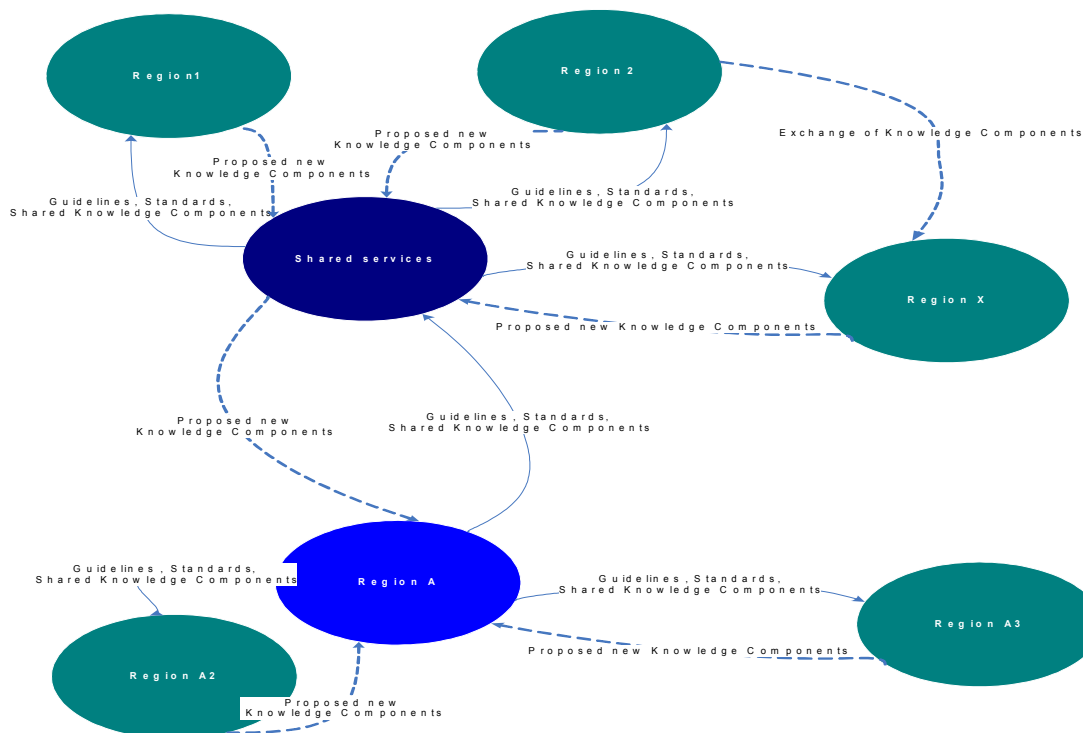 Region1
Region 2
Exchange of Knowledge Components
Proposed new
Knowledge Components
Proposed new
Knowledge Components
Guidelines, Standards,
Shared Knowledge Components
Guidelines, Standards,
Shared Knowledge Components
Shared services
Guidelines, Standards,
Shared Knowledge Components
Region X
Proposed new Knowledge Components
Proposed new
Knowledge Components
Guidelines, Standards,
Shared Knowledge Components
Guidelines, Standards,
Shared Knowledge Components
Region A
Guidelines, Standards,
Shared Knowledge Components
Region A3
Proposed new Knowledge Components
Region A2
Proposed new
Knowledge Components